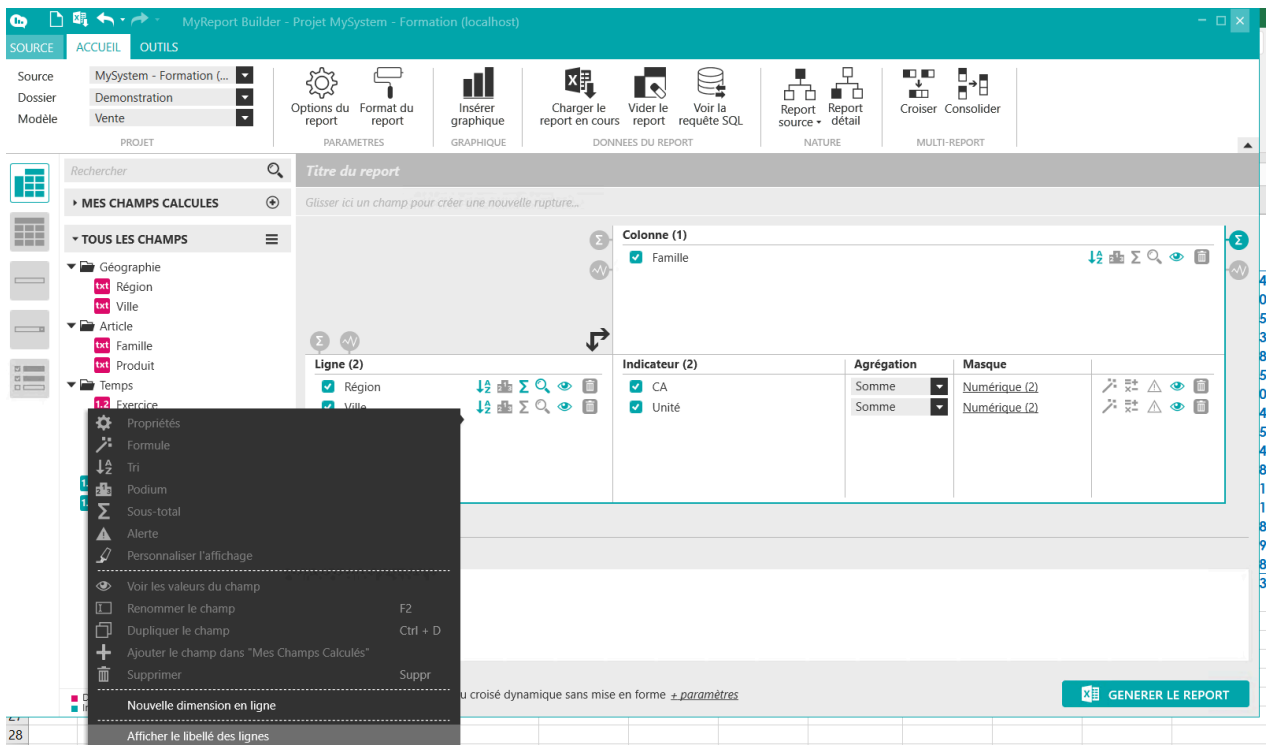 MyReport Builder - Projet MySystem - Formation (localhost)
SOURCE ACCUEIL OUTILS
Source MySystem - Formation (...
Dossier Demonstration
Modèle Vente
PROJET
Options du report
Format du report
PARAMETRES
Insérer graphique
GRAPHIQUE
Charger le report en cours
Vider le report
Voir la requête SQL
DONNEES DU REPORT
Report source
Report détail
NATURE
Croiser Consolider
MULTI-REPORT
Rechercher
MES CHAMPS CALCULES
TOUS LES CHAMPS
Géographie
txt Région
txt Ville
Article
txt Famille
txt Produit
Temps
1.2 Exercice
Titre du report
Glisser ici un champ pour créer une nouvelle rupture...
Colonne (1)
Famille
Ligne (2)
Région
Ville
Indicateur (2) Agrégation Masque
CA Somme Numérique (2)
Unité Somme Numérique (2)
Propriétés
Formule
Tri
Podium
Sous-total
Alerte
Personnaliser l'affichage
Voir les valeurs du champ
Renommer le champ F2
Dupliquer le champ Ctrl + D
Ajouter le champ dans "Mes Champs Calculés"
Supprimer Suppr
Nouvelle dimension en ligne
Afficher le libellé des lignes
u croisé dynamique sans mise en forme + paramètres
GENERER LE REPORT
28